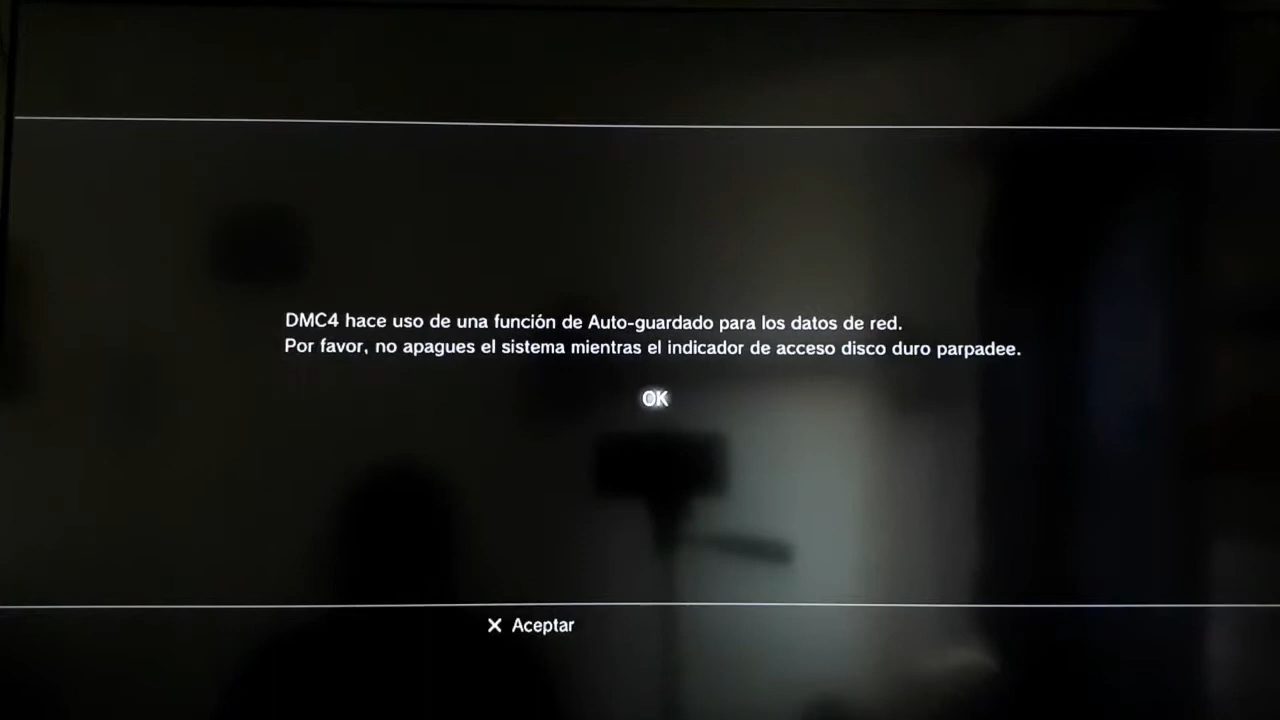 DMC4 hace uso de una función de Auto-guardado para los datos de red.
Por favor, no apagues el sistema mientras el indicador de acceso disco duro parpadee.
OK
X Aceptar